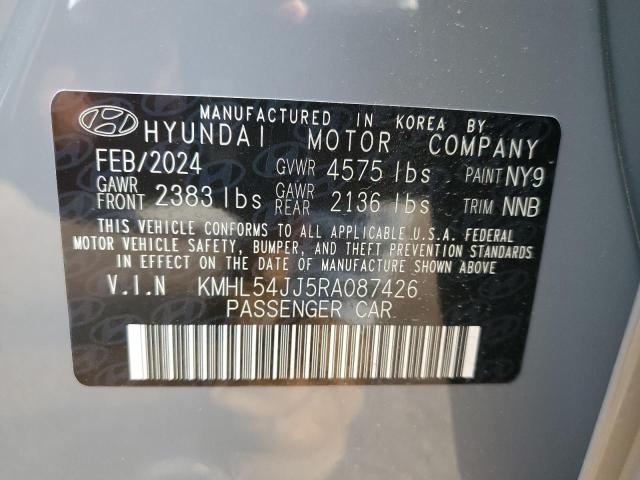 MANUFACTURED IN KOREA BY
HYUNDAI MOTOR COMPANY
FEB/2024 GVWR 4575 lbs PAINT NY9
GAWR FRONT 2383 lbs GAWR REAR 2136 lbs TRIM NNB
THIS VEHICLE CONFORMS TO ALL APPLICABLE U.S.A. FEDERAL
MOTOR VEHICLE SAFETY, BUMPER, AND THEFT PREVENTION STANDARDS
IN EFFECT ON THE DATE OF MANUFACTURE SHOWN ABOVE
V.I.N KMHL54JJ5RA087426
PASSENGER CAR